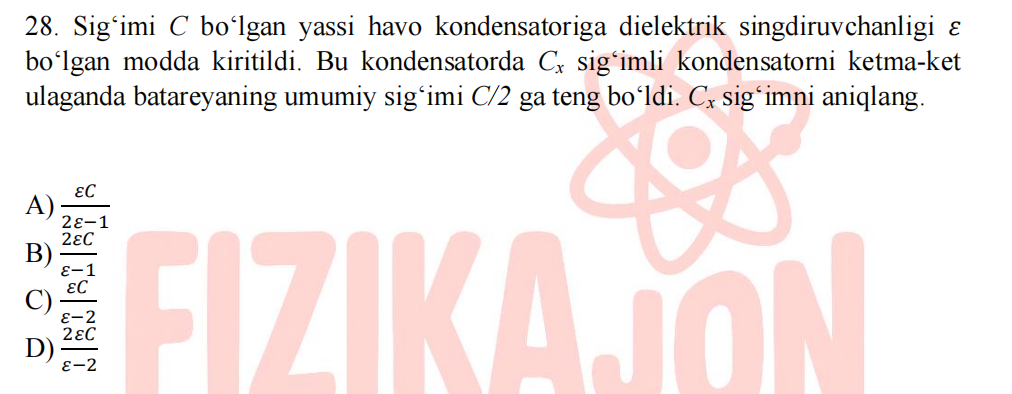 28. Sig‘imi C bo‘lgan yassi havo kondensatoriga dielektrik singdiruvchanligi ε
bo‘lgan modda kiritildi. Bu kondensatorda Cₓ sig‘imli kondensatorni ketma-ket
ulaganda batareyaning umumiy sig‘imi C/2 ga teng bo‘ldi. Cₓ sig‘imni aniqlang.
A) εC/2ε−1
B) 2εC/ε−1
C) εC/ε−2
D) 2εC/ε−2
FIZIKAJON